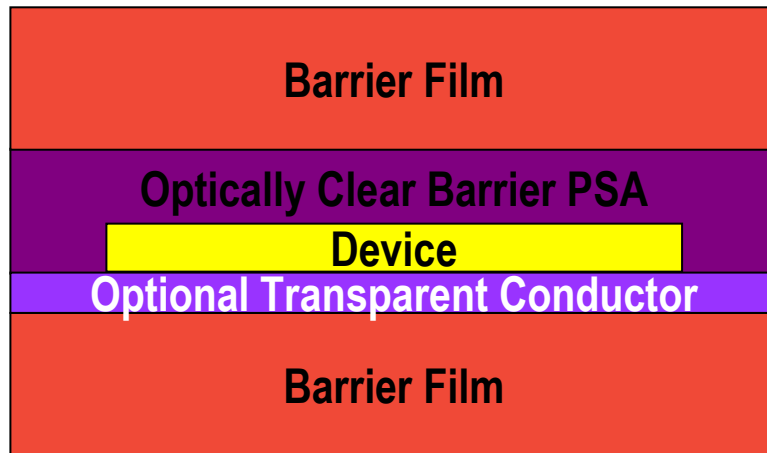 Barrier Film
Optically Clear Barrier PSA
Device
Optional Transparent Conductor
Barrier Film